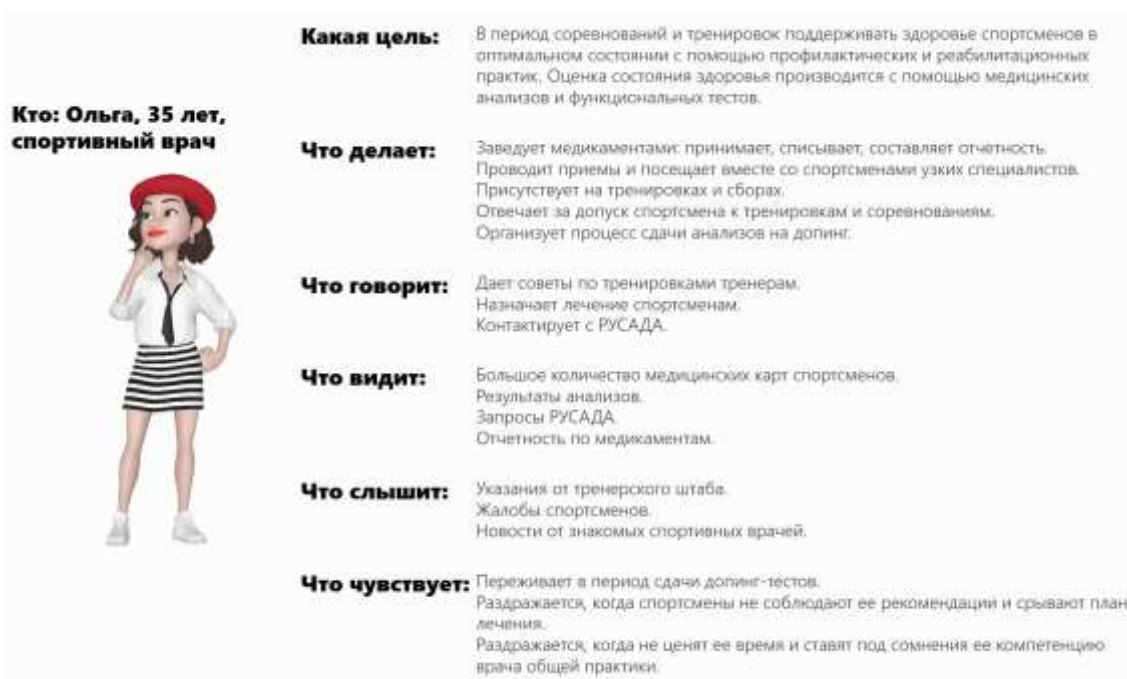 Кто: Ольга, 35 лет,
спортивный врач
Какая цель:
В период соревнований и тренировок поддерживать здоровье спортсменов в
оптимальном состоянии с помощью профилактических и реабилитационных
практик. Оценка состояния здоровья производится с помощью медицинских
анализов и функциональных тестов.
Что делает:
Заведует медикаментами: принимает, списывает, составляет отчетность.
Проводит приемы и посещает вместе со спортсменами узких специалистов.
Присутствует на тренировках и сборах.
Отвечает за допуск спортсмена к тренировкам и соревнованиям.
Организует процесс сдачи анализов на допинг.
Что говорит:
Дает советы по тренировками тренерам.
Назначает лечение спортсменам.
Контактирует с РУСАДА.
Что видит:
Большое количество медицинских карт спортсменов.
Результаты анализов.
Запросы РУСАДА.
Отчетность по медикаментам.
Что слышит:
Указания от тренерского штаба.
Жалобы спортсменов.
Новости от знакомых спортивных врачей.
Что чувствует:
Переживает в период сдачи допинг-тестов.
Раздражается, когда спортсмены не соблюдают ее рекомендации и срывают план
лечения.
Раздражается, когда не ценят ее время и ставят под сомнения ее компетенцию
врача общей практики.